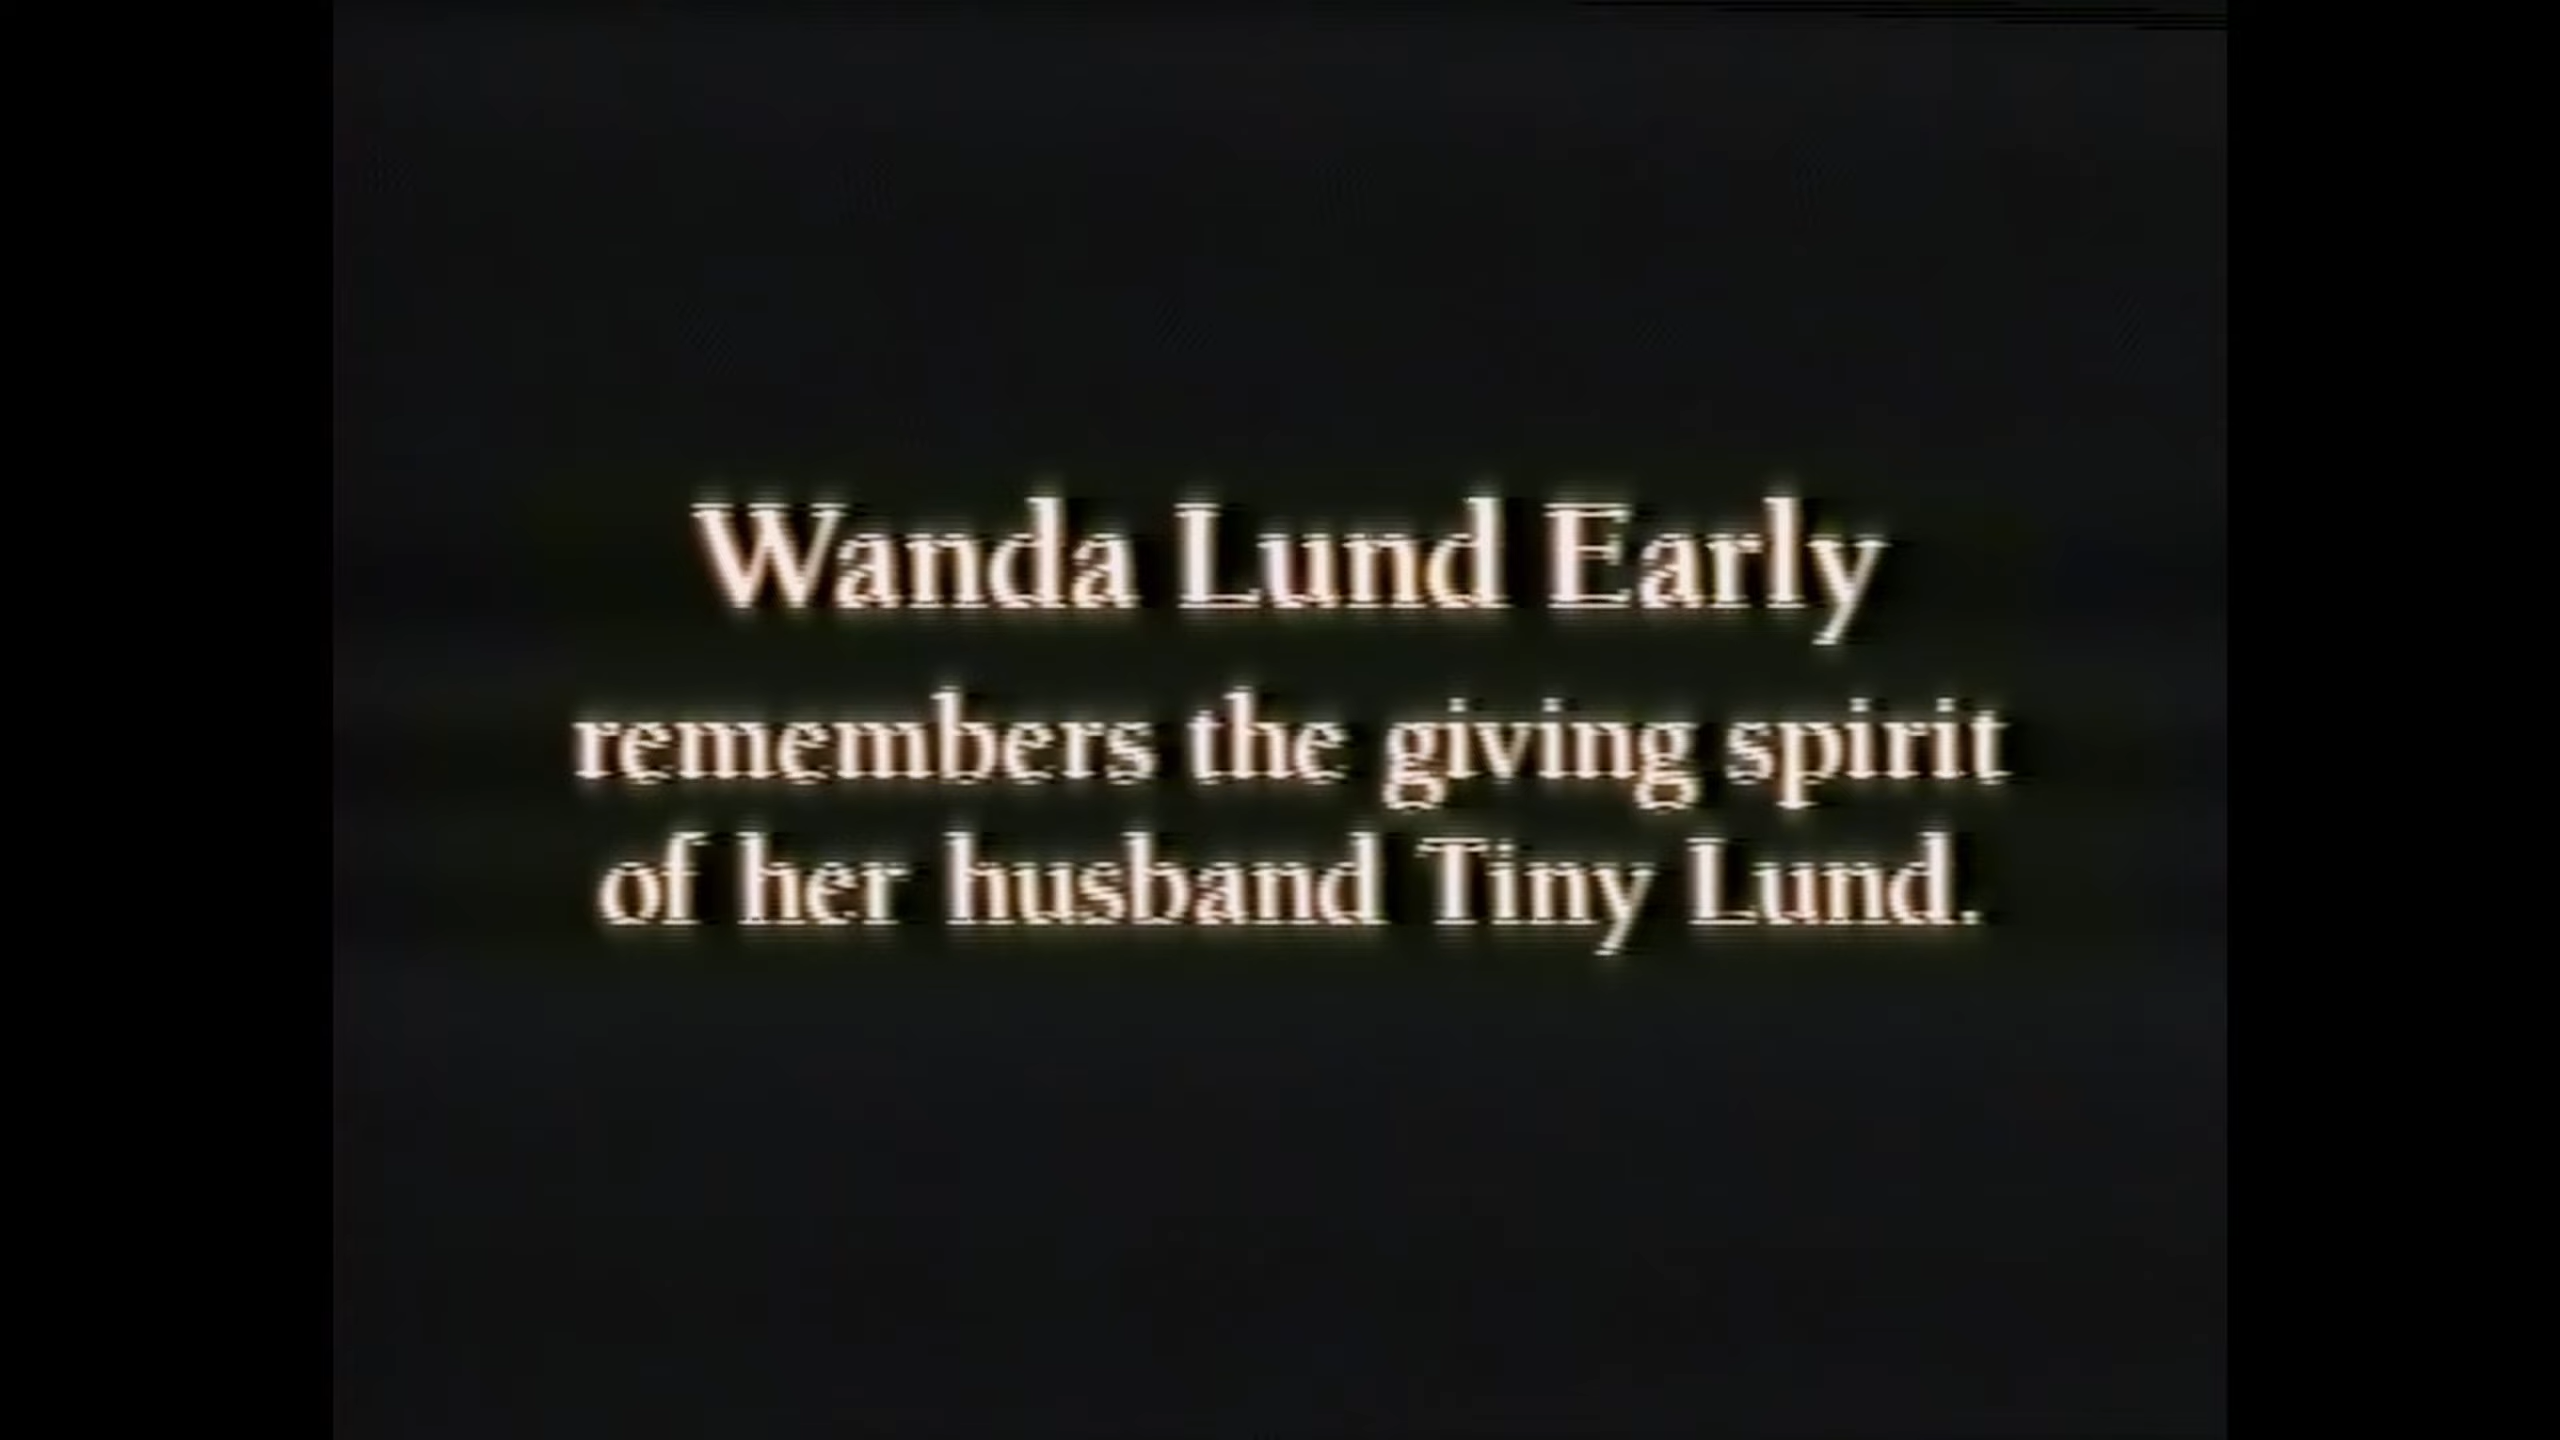 Wanda Lund Early
remembers the giving spirit
of her husband Tiny Lund.